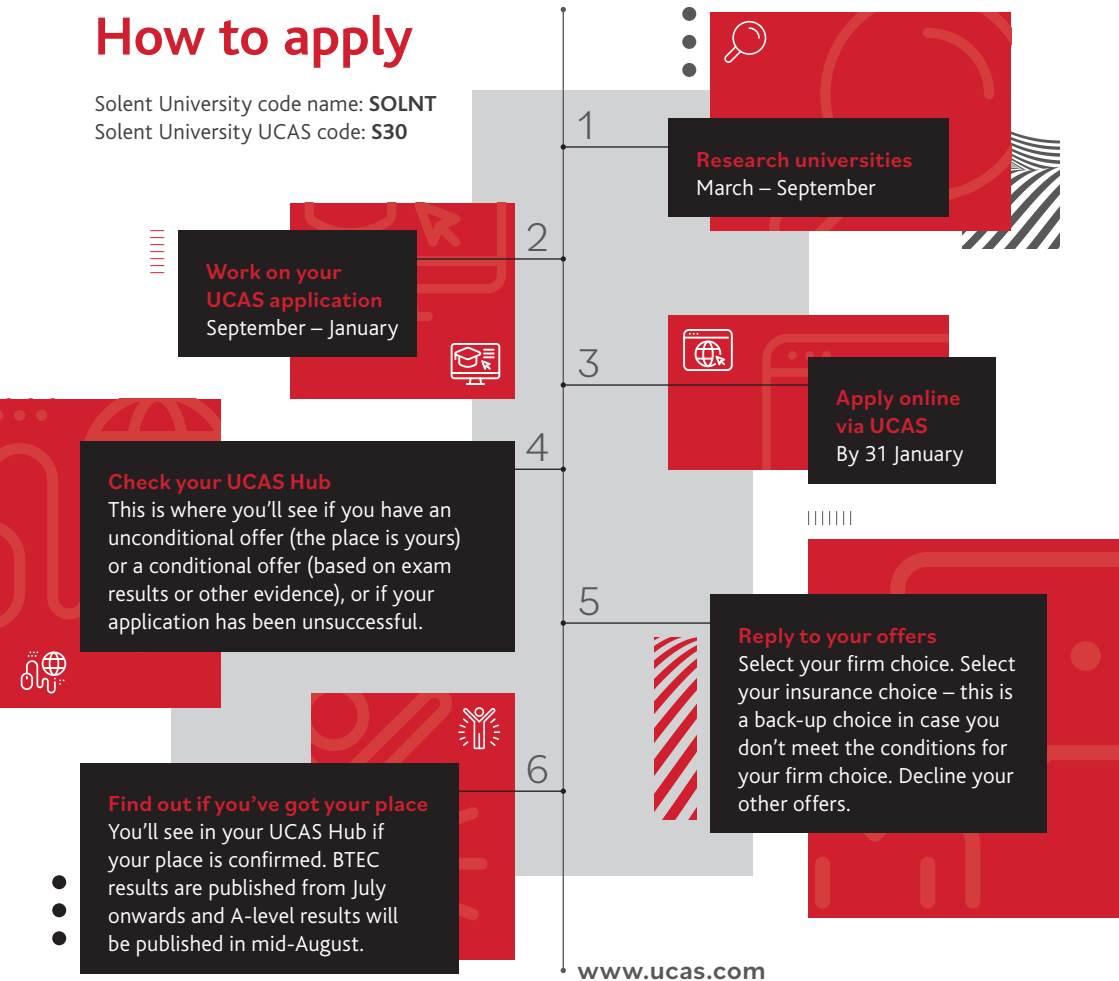 How to apply
Solent University code name: SOLNT
Solent University UCAS code: S30
1
Research universities
March – September
2
Work on your
UCAS application
September – January
3
Apply online
via UCAS
By 31 January
4
Check your UCAS Hub
This is where you’ll see if you have an
unconditional offer (the place is yours)
or a conditional offer (based on exam
results or other evidence), or if your
application has been unsuccessful.
5
Reply to your offers
Select your firm choice. Select
your insurance choice – this is
a back-up choice in case you
don’t meet the conditions for
your firm choice. Decline your
other offers.
6
Find out if you’ve got your place
You’ll see in your UCAS Hub if
your place is confirmed. BTEC
results are published from July
onwards and A-level results will
be published in mid-August.
www.ucas.com